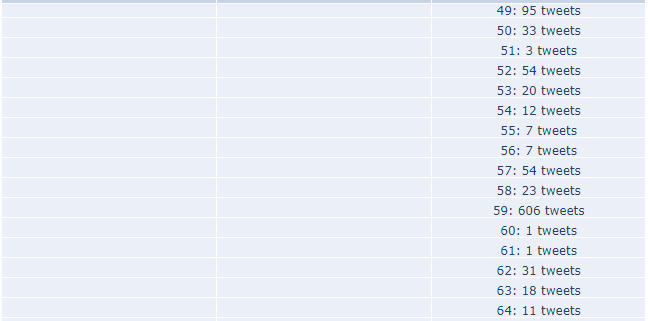 49: 95 tweets
50: 33 tweets
51: 3 tweets
52: 54 tweets
53: 20 tweets
54: 12 tweets
55: 7 tweets
56: 7 tweets
57: 54 tweets
58: 23 tweets
59: 606 tweets
60: 1 tweets
61: 1 tweets
62: 31 tweets
63: 18 tweets
64: 11 tweets